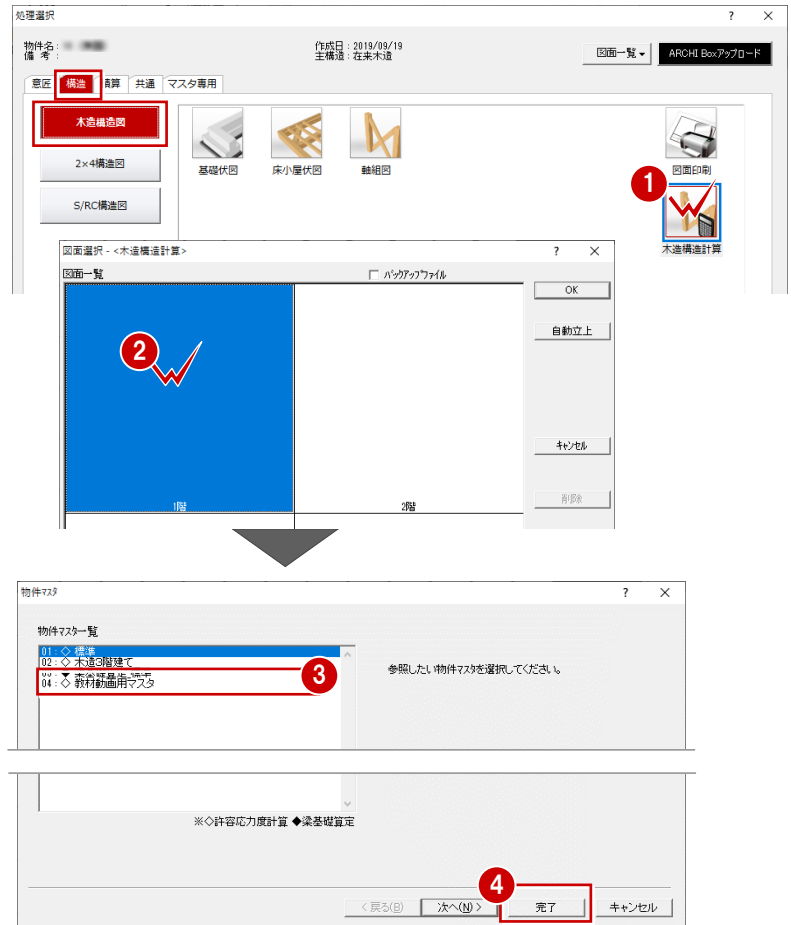 処理選択
? ×
物件名:
備 考 :
作成日 : 2019/09/19
主構造 : 在来木造
図面一覧
ARCHI Boxアップロード
意匠 構造 積算 共通 マスタ専用
木造構造図
2×4構造図
S/RC構造図
基礎伏図
床小屋伏図
軸組図
図面印刷
1
木造構造計算
図面選択 - <木造構造計算>
? ×
図面一覧
バックアップファイル
OK
自動立上
キャンセル
削除
2
1階
2階
物件マスタ
? ×
物件マスタ一覧
01 : ◇ 標準
02 : ◇ 木造3階建て
04 : ◇ 教材動画用マスタ
3
参照したい物件マスタを選択してください。
※◇許容応力度計算 ◆梁基礎算定
4
< 戻る(B)
次へ(N) >
完了
キャンセル